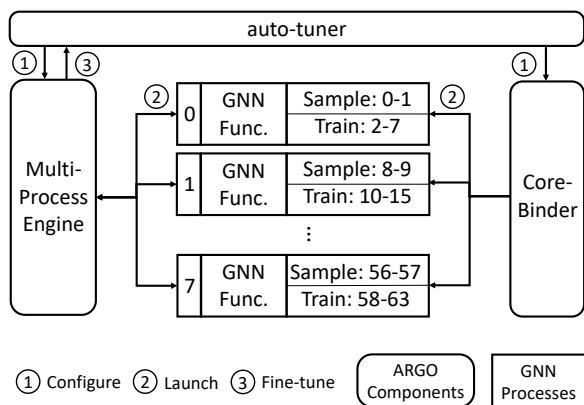 auto-tuner
① ③ ①
Multi-
Process
Engine
②
0 GNN
Func.
Sample: 0-1
Train: 2-7
②
1 GNN
Func.
Sample: 8-9
Train: 10-15
⋮
7 GNN
Func.
Sample: 56-57
Train: 58-63
Core-
Binder
① Configure ② Launch ③ Fine-tune
ARGO
Components
GNN
Processes